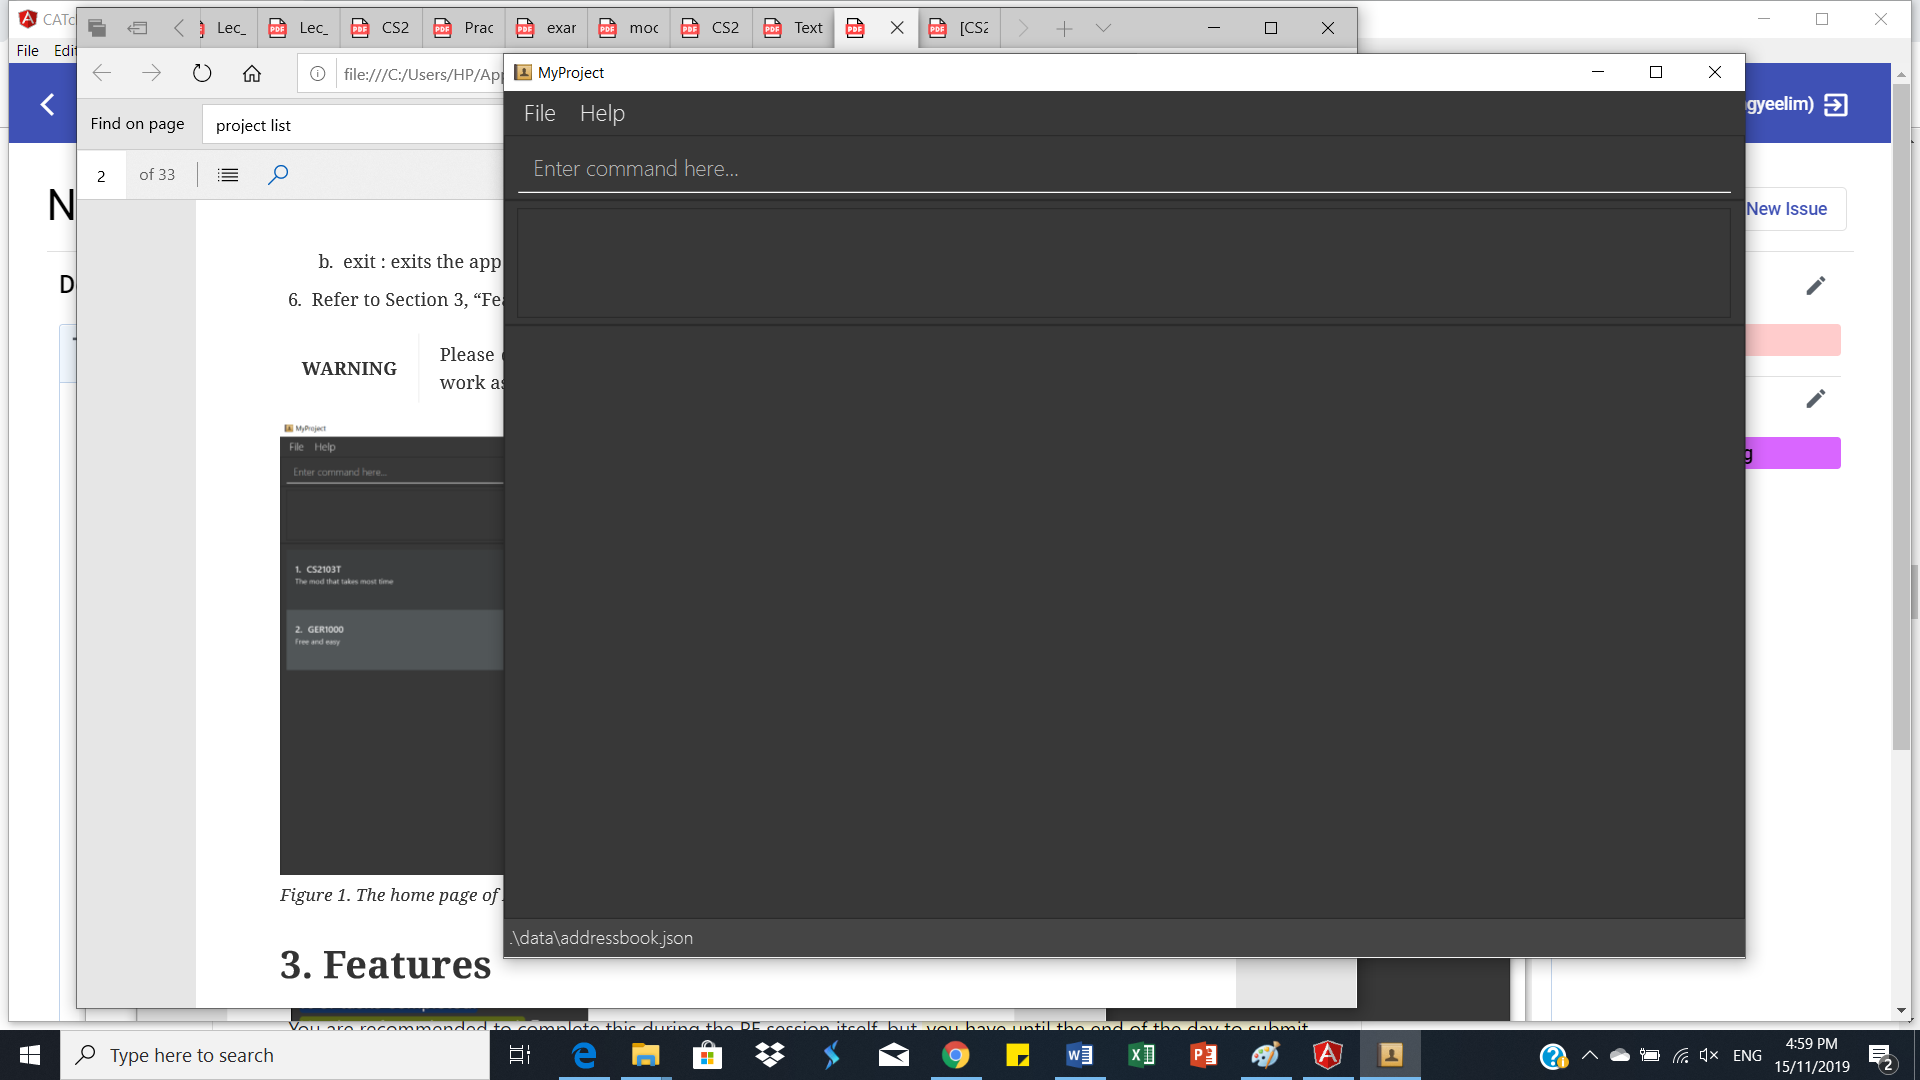 CATc
File Edit
Lec_
Lec_
CS2
Prac
exar
moc
CS2
Text
[CS2
file:///C:/Users/HP/App
Find on page
project list
2
of 33
gyeelim)
New Issue
N
D
b. exit : exits the app
6. Refer to Section 3, “Fea
WARNING
Please
work as
MyProject
File Help
Enter command here...
1. CS2103T
The mod that takes most time
2. GER1000
Free and easy
Figure 1. The home page of
3. Features
MyProject
File Help
Enter command here...
.\data\addressbook.json
g
You are recommended to complete this during the PE session itself, but you have until the end of the day to submit
Type here to search
ENG
4:59 PM
15/11/2019
2